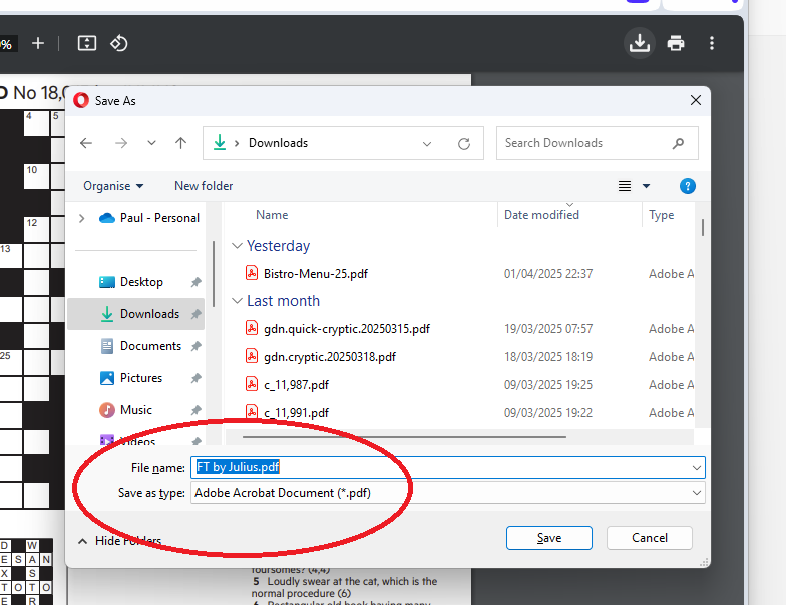 %
O No 18,0
4 5
Save As
Downloads
Search Downloads
Organise New folder
?
10
Paul - Personal
Name Date modified Type
12
Yesterday
13
Desktop
Bistro-Menu-25.pdf 01/04/2025 22:37 Adobe A
Last month
Downloads
gdn.quick-cryptic.20250315.pdf 19/03/2025 07:57 Adobe A
Documents
25
gdn.cryptic.20250318.pdf 18/03/2025 18:19 Adobe A
Pictures
c_11,987.pdf 09/03/2025 19:25 Adobe A
Music
c_11,991.pdf 09/03/2025 19:22 Adobe A
Videos
File name: FT by Julius.pdf
Save as type: Adobe Acrobat Document (*.pdf)
Hide Folders
Save Cancel
D W
E S A N
X S
T O T O
E R
foursomes? (4,4)
5 Loudly swear at the cat, which is the
normal procedure (6)
6 Rectangular old book having many